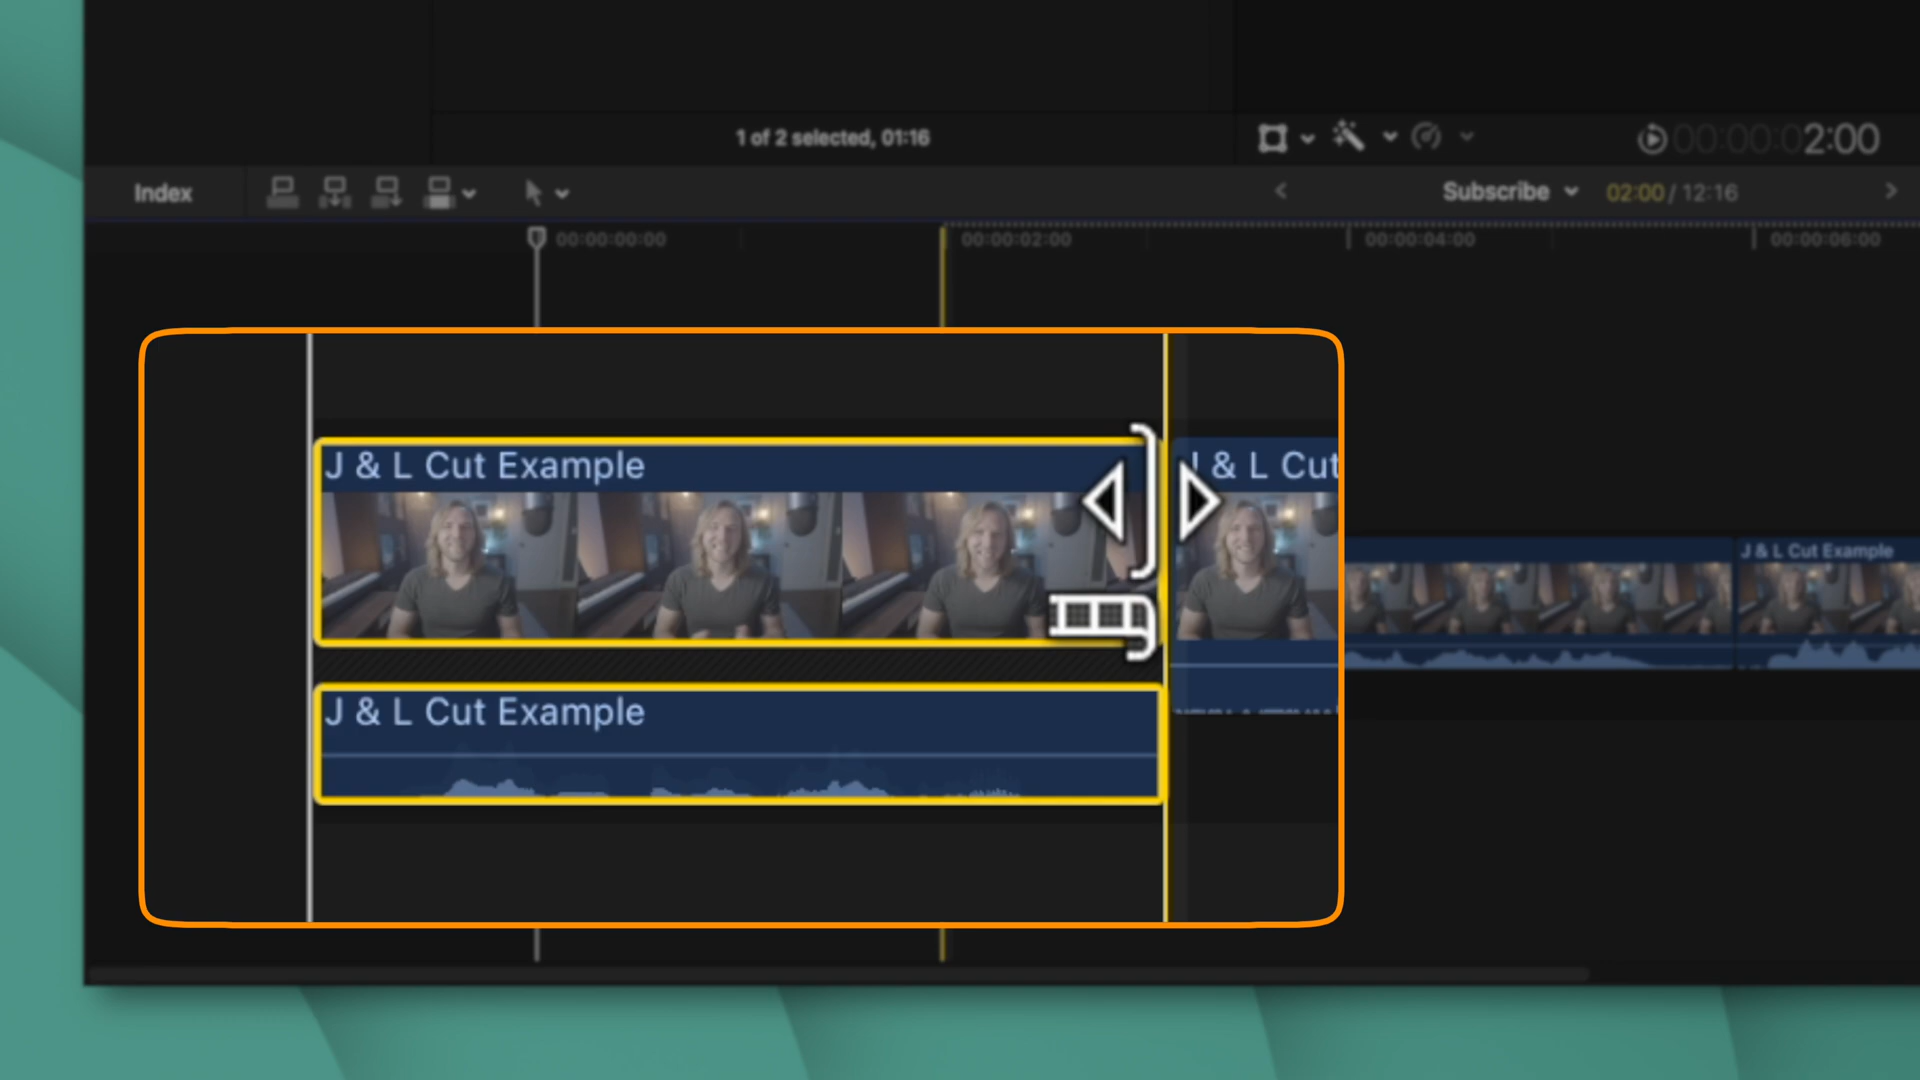 1 of 2 selected, 01:16
00:00:02:00
Index
Subscribe
02:00 / 12:16
00:00:00:00
00:00:02:00
00:00:04:00
00:00:06:00
J & L Cut Example
J & L Cut
J & L Cut Example
J & L Cut Example